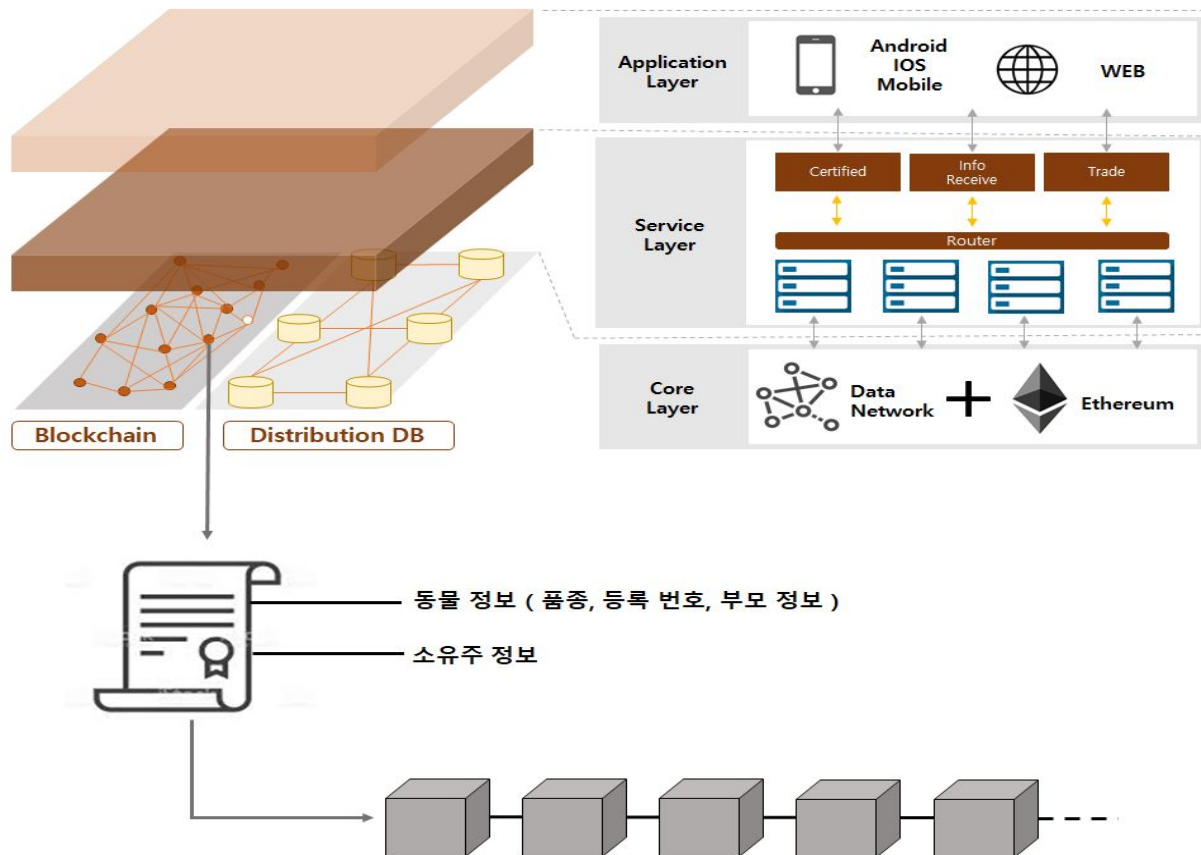 Application
Layer
Android
IOS
Mobile
WEB
Service
Layer
Certified
Info
Receive
Trade
Router
Core
Layer
Data
Network
Ethereum
Blockchain
Distribution DB
동물 정보 ( 품종, 등록 번호, 부모 정보 )
소유주 정보